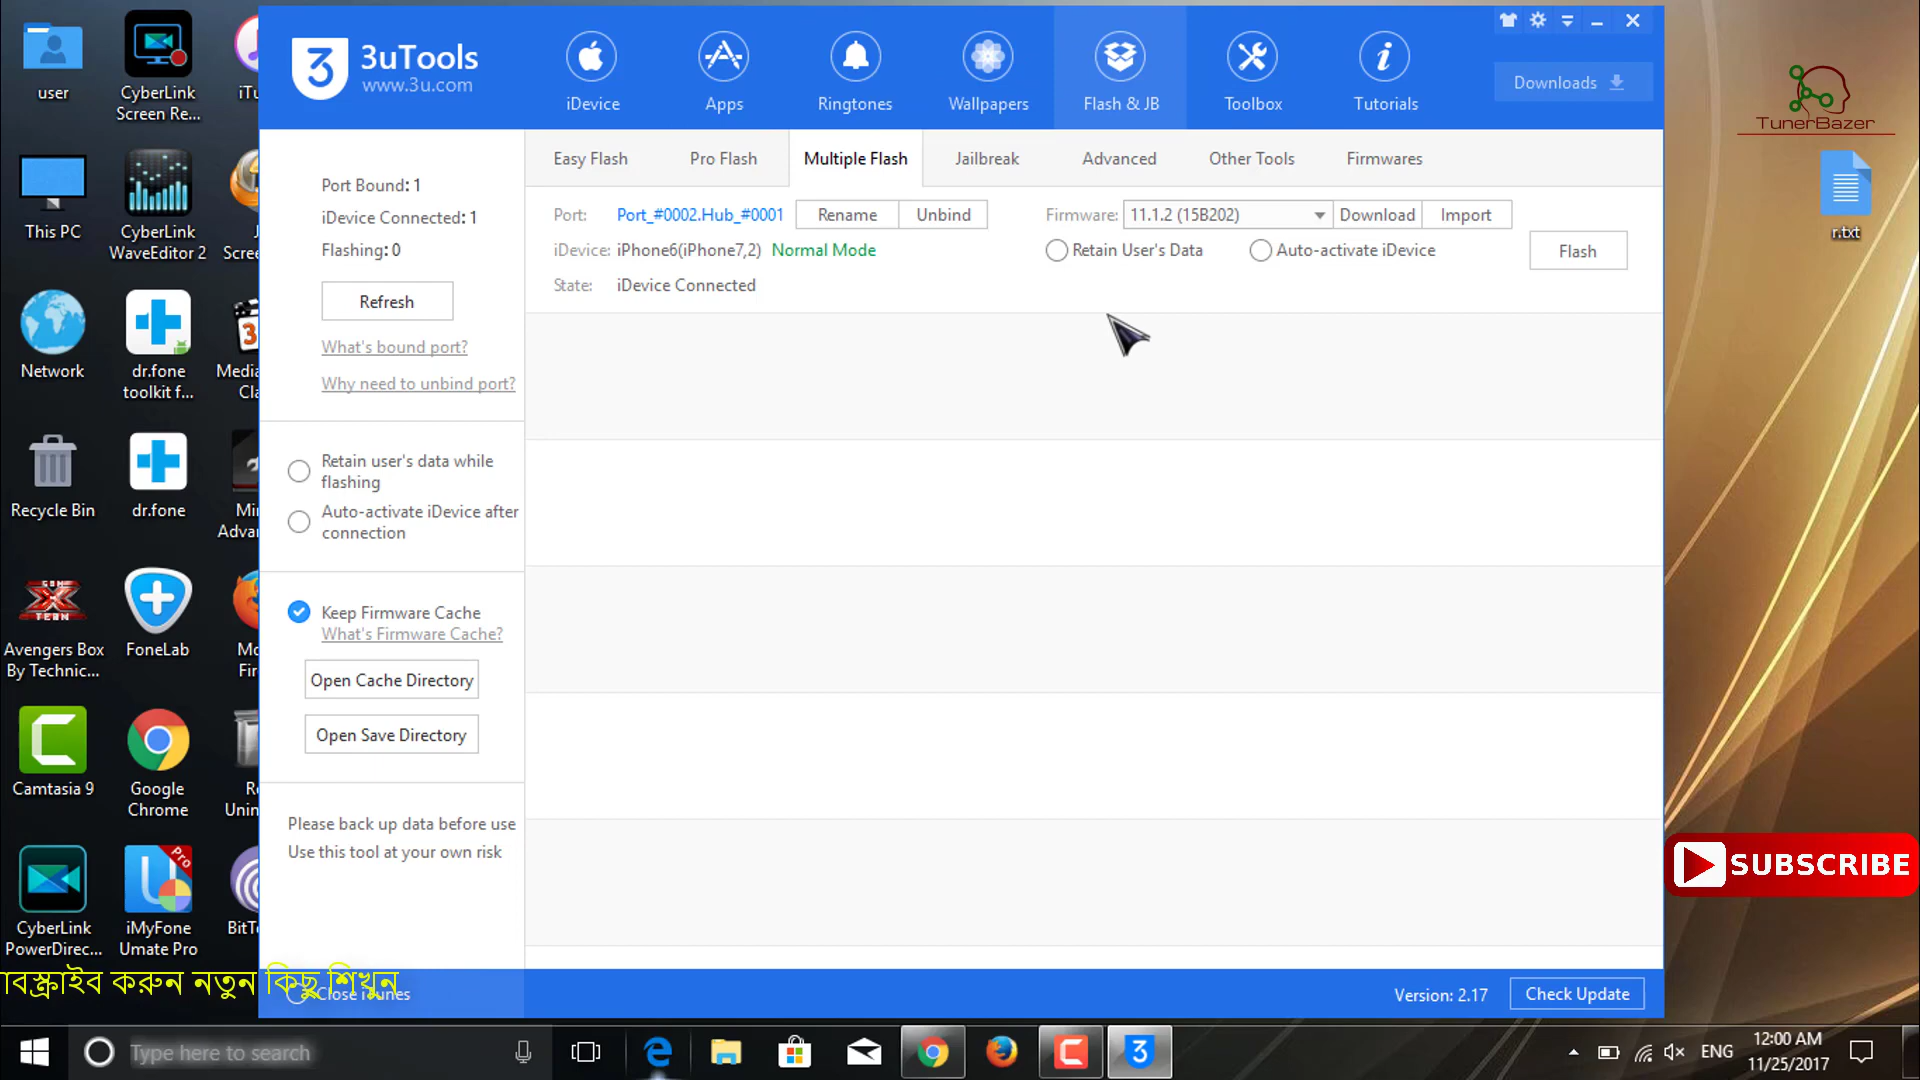 user
CyberLink
Screen Re...
This PC
CyberLink
WaveEditor 2
Network
dr.fone
toolkit f...
Recycle Bin
dr.fone
Avengers Box
By Technic...
FoneLab
Camtasia 9
Google
Chrome
CyberLink
PowerDirec...
iMyFone
Umate Pro
3uTools
www.3u.com
iDevice
Apps
Ringtones
Wallpapers
Flash & JB
Toolbox
Tutorials
Downloads
Easy Flash
Pro Flash
Multiple Flash
Jailbreak
Advanced
Other Tools
Firmwares
Port Bound: 1
iDevice Connected: 1
Flashing: 0
Refresh
What's bound port?
Why need to unbind port?
Retain user's data while
flashing
Auto-activate iDevice after
connection
Keep Firmware Cache
What's Firmware Cache?
Open Cache Directory
Open Save Directory
Please back up data before use
Use this tool at your own risk
Port: Port_#0002.Hub_#0001 Rename Unbind
Firmware: 11.1.2 (15B202) Download Import
iDevice: iPhone6(iPhone7,2) Normal Mode
Retain User's Data Auto-activate iDevice Flash
State: iDevice Connected
TunerBazer
r.txt
SUBSCRIBE
করুন নতুন কিছু শিখুন
Version: 2.17 Check Update
Type here to search
ENG
12:00 AM
11/25/2017